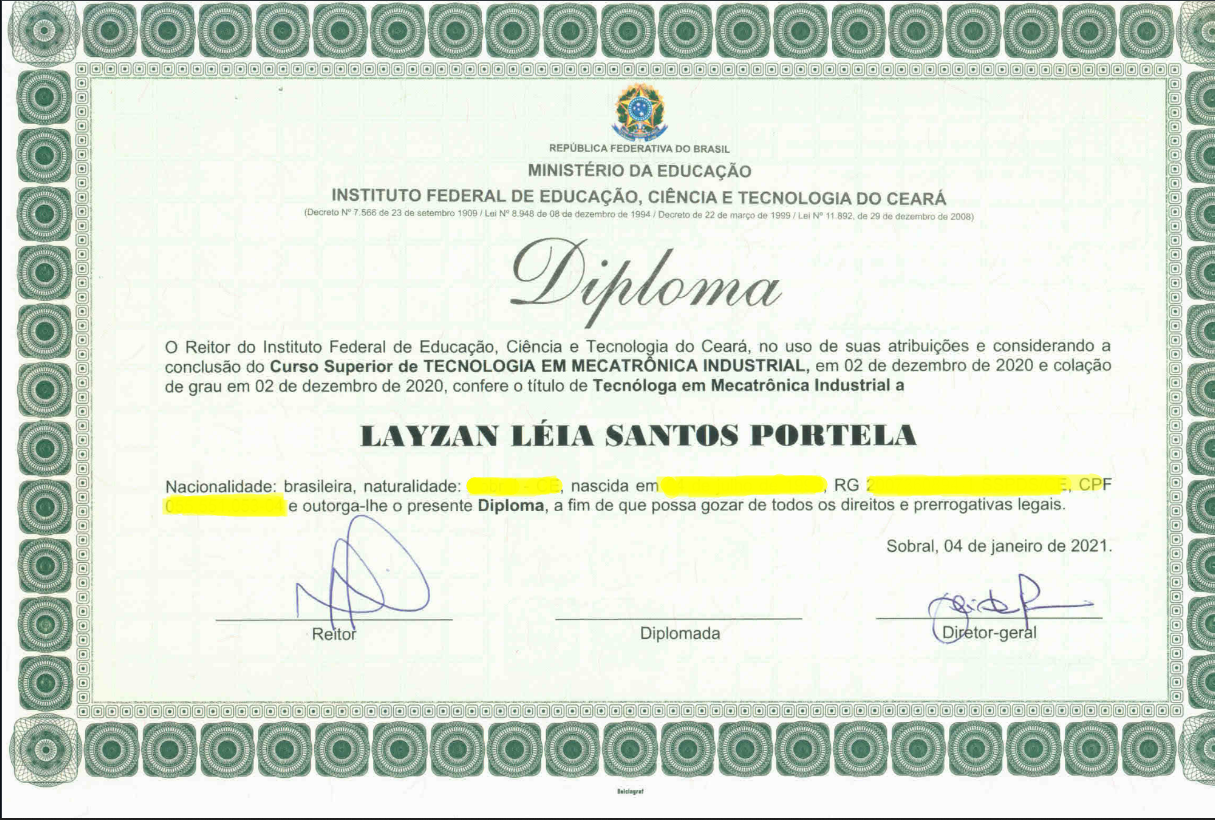 REPÚBLICA FEDERATIVA DO BRASIL
MINISTÉRIO DA EDUCAÇÃO
INSTITUTO FEDERAL DE EDUCAÇÃO, CIÊNCIA E TECNOLOGIA DO CEARÁ
(Decreto Nº 7.566 de 23 de setembro 1909 / Lei Nº 8.948 de 08 de dezembro de 1994 / Decreto de 22 de março de 1999 / Lei Nº 11.892, de 29 de dezembro de 2008)
Diploma
O Reitor do Instituto Federal de Educação, Ciência e Tecnologia do Ceará, no uso de suas atribuições e considerando a
conclusão do Curso Superior de TECNOLOGIA EM MECATRÔNICA INDUSTRIAL, em 02 de dezembro de 2020 e colação
de grau em 02 de dezembro de 2020, confere o título de Tecnóloga em Mecatrônica Industrial a
LAYZAN LÉIA SANTOS PORTELA
Nacionalidade: brasileira, naturalidade: , nascida em , RG , CPF
e outorga-lhe o presente Diploma, a fim de que possa gozar de todos os direitos e prerrogativas legais.
Sobral, 04 de janeiro de 2021.
Reitor
Diplomada
Diretor-geral